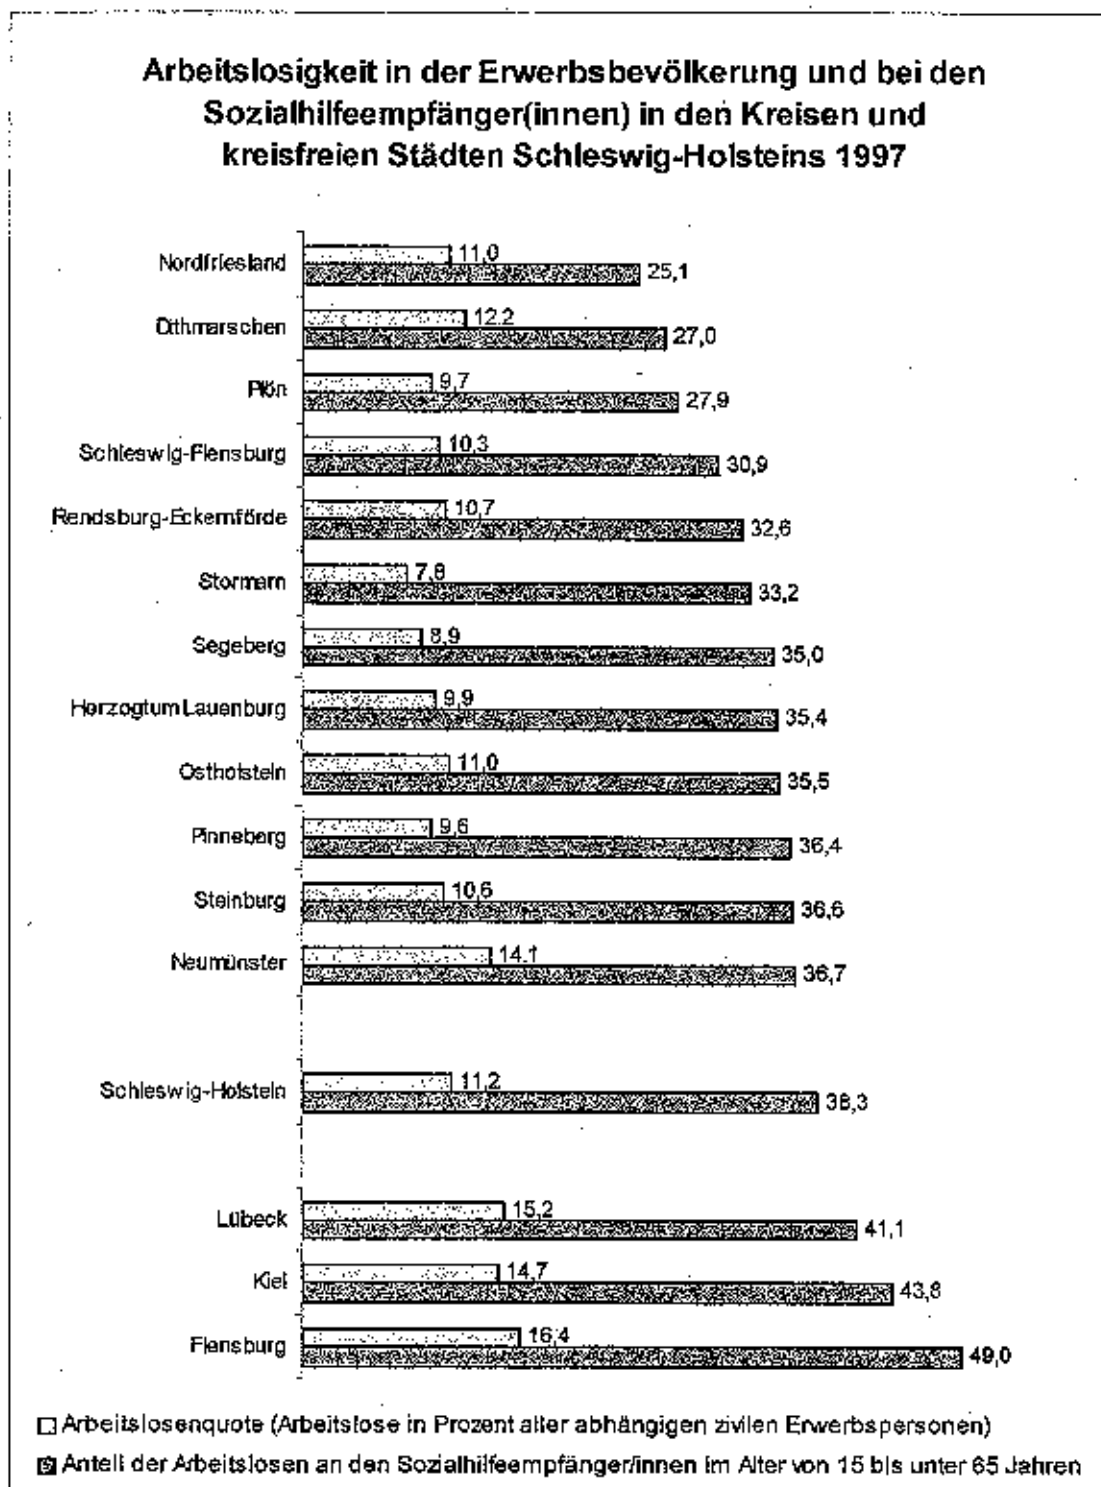 Arbeitslosigkeit in der Erwerbsbevölkerung und bei den
Sozialhilfeempfänger(innen) in den Kreisen und
kreisfreien Städten Schleswig-Holsteins 1997
Nordfriesland 11,0
25,1
Dithmarschen 12,2
27,0
Plön 9,7
27,9
Schleswig-Flensburg 10,3
30,9
Rendsburg-Eckernförde 10,7
32,6
Stormarn 7,8
33,2
Segeberg 8,9
35,0
Herzogtum Lauenburg 9,9
35,4
Ostholstein 11,0
35,5
Pinneberg 9,6
36,4
Steinburg 10,6
36,6
Neumünster 14,1
36,7
Schleswig-Holstein 11,2
38,3
Lübeck 15,2
41,1
Kiel 14,7
43,8
Flensburg 16,4
49,0
Arbeitslosenquote (Arbeitslose in Prozent aller abhängigen zivilen Erwerbspersonen)
Anteil der Arbeitslosen an den Sozialhilfeempfänger/innen im Alter von 15 bis unter 65 Jahren